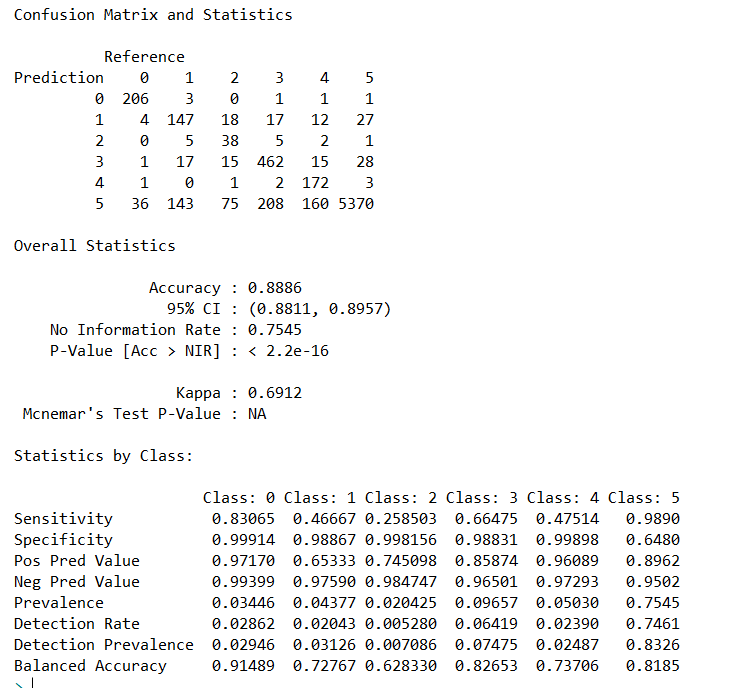 Confusion Matrix and Statistics
Reference
Prediction 0 1 2 3 4 5
0 206 3 0 1 1 1
1 4 147 18 17 12 27
2 0 5 38 5 2 1
3 1 17 15 462 15 28
4 1 0 1 2 172 3
5 36 143 75 208 160 5370
Overall Statistics
Accuracy : 0.8886
95% CI : (0.8811, 0.8957)
No Information Rate : 0.7545
P-Value [Acc > NIR] : < 2.2e-16
Kappa : 0.6912
Mcnemar's Test P-Value : NA
Statistics by Class:
Class: 0 Class: 1 Class: 2 Class: 3 Class: 4 Class: 5
Sensitivity 0.83065 0.46667 0.258503 0.66475 0.47514 0.9890
Specificity 0.99914 0.98867 0.998156 0.98831 0.99898 0.6480
Pos Pred Value 0.97170 0.65333 0.745098 0.85874 0.96089 0.8962
Neg Pred Value 0.99399 0.97590 0.984747 0.96501 0.97293 0.9502
Prevalence 0.03446 0.04377 0.020425 0.09657 0.05030 0.7545
Detection Rate 0.02862 0.02043 0.005280 0.06419 0.02390 0.7461
Detection Prevalence 0.02946 0.03126 0.007086 0.07475 0.02487 0.8326
Balanced Accuracy 0.91489 0.72767 0.628330 0.82653 0.73706 0.8185
>